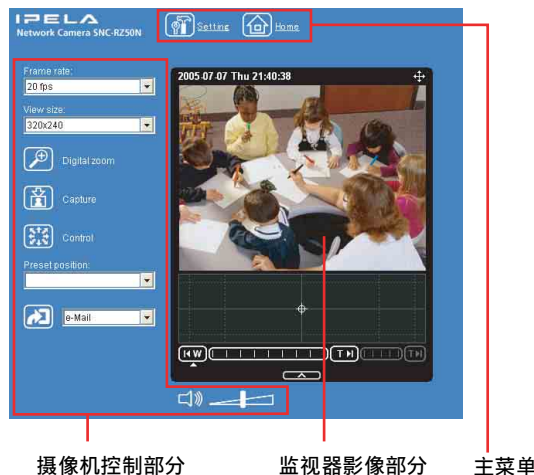 IPELA
Network Camera SNC-RZ50N
Setting
Home
Frame rate:
20 fps
View size:
320x240
Digital zoom
Capture
Control
Preset position:
e-Mail
2005-07-07 Thu 21:40:38
W
T
T
摄像机控制部分
监视器影像部分
主菜单